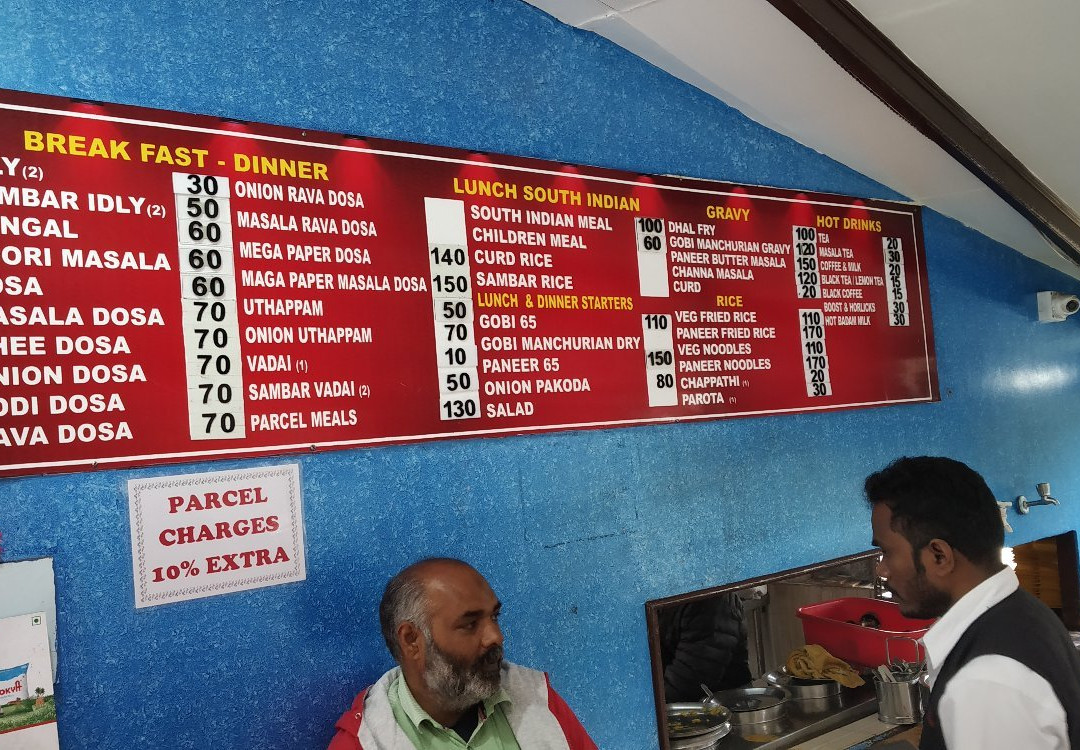 BREAK FAST - DINNER
LY (2)
MBAR IDLY (2)
NGAL
ORI MASALA
OSA
ASALA DOSA
HEE DOSA
NION DOSA
ODI DOSA
AVA DOSA
30
50
60
60
60
70
70
70
70
70
ONION RAVA DOSA
MASALA RAVA DOSA
MEGA PAPER DOSA
MAGA PAPER MASALA DOSA
UTHAPPAM
ONION UTHAPPAM
VADAI (1)
SAMBAR VADAI (2)
PARCEL MEALS
140
150
50
70
10
50
130
LUNCH SOUTH INDIAN
SOUTH INDIAN MEAL
CHILDREN MEAL
CURD RICE
SAMBAR RICE
100
60
LUNCH & DINNER STARTERS
GOBI 65
GOBI MANCHURIAN DRY
PANEER 65
ONION PAKODA
SALAD
110
150
80
GRAVY
DHAL FRY
GOBI MANCHURIAN GRAVY
PANEER BUTTER MASALA
CHANNA MASALA
CURD
100
120
150
120
20
RICE
VEG FRIED RICE
PANEER FRIED RICE
VEG NOODLES
PANEER NOODLES
CHAPPATHI (1)
PAROTA (1)
110
170
110
170
20
30
HOT DRINKS
TEA
MASALA TEA
COFFEE & MILK
BLACK TEA / LEMON TEA
BLACK COFFEE
BOOST & HORLICKS
HOT BADAM MILK
20
30
20
15
15
30
30
PARCEL
CHARGES
10% EXTRA